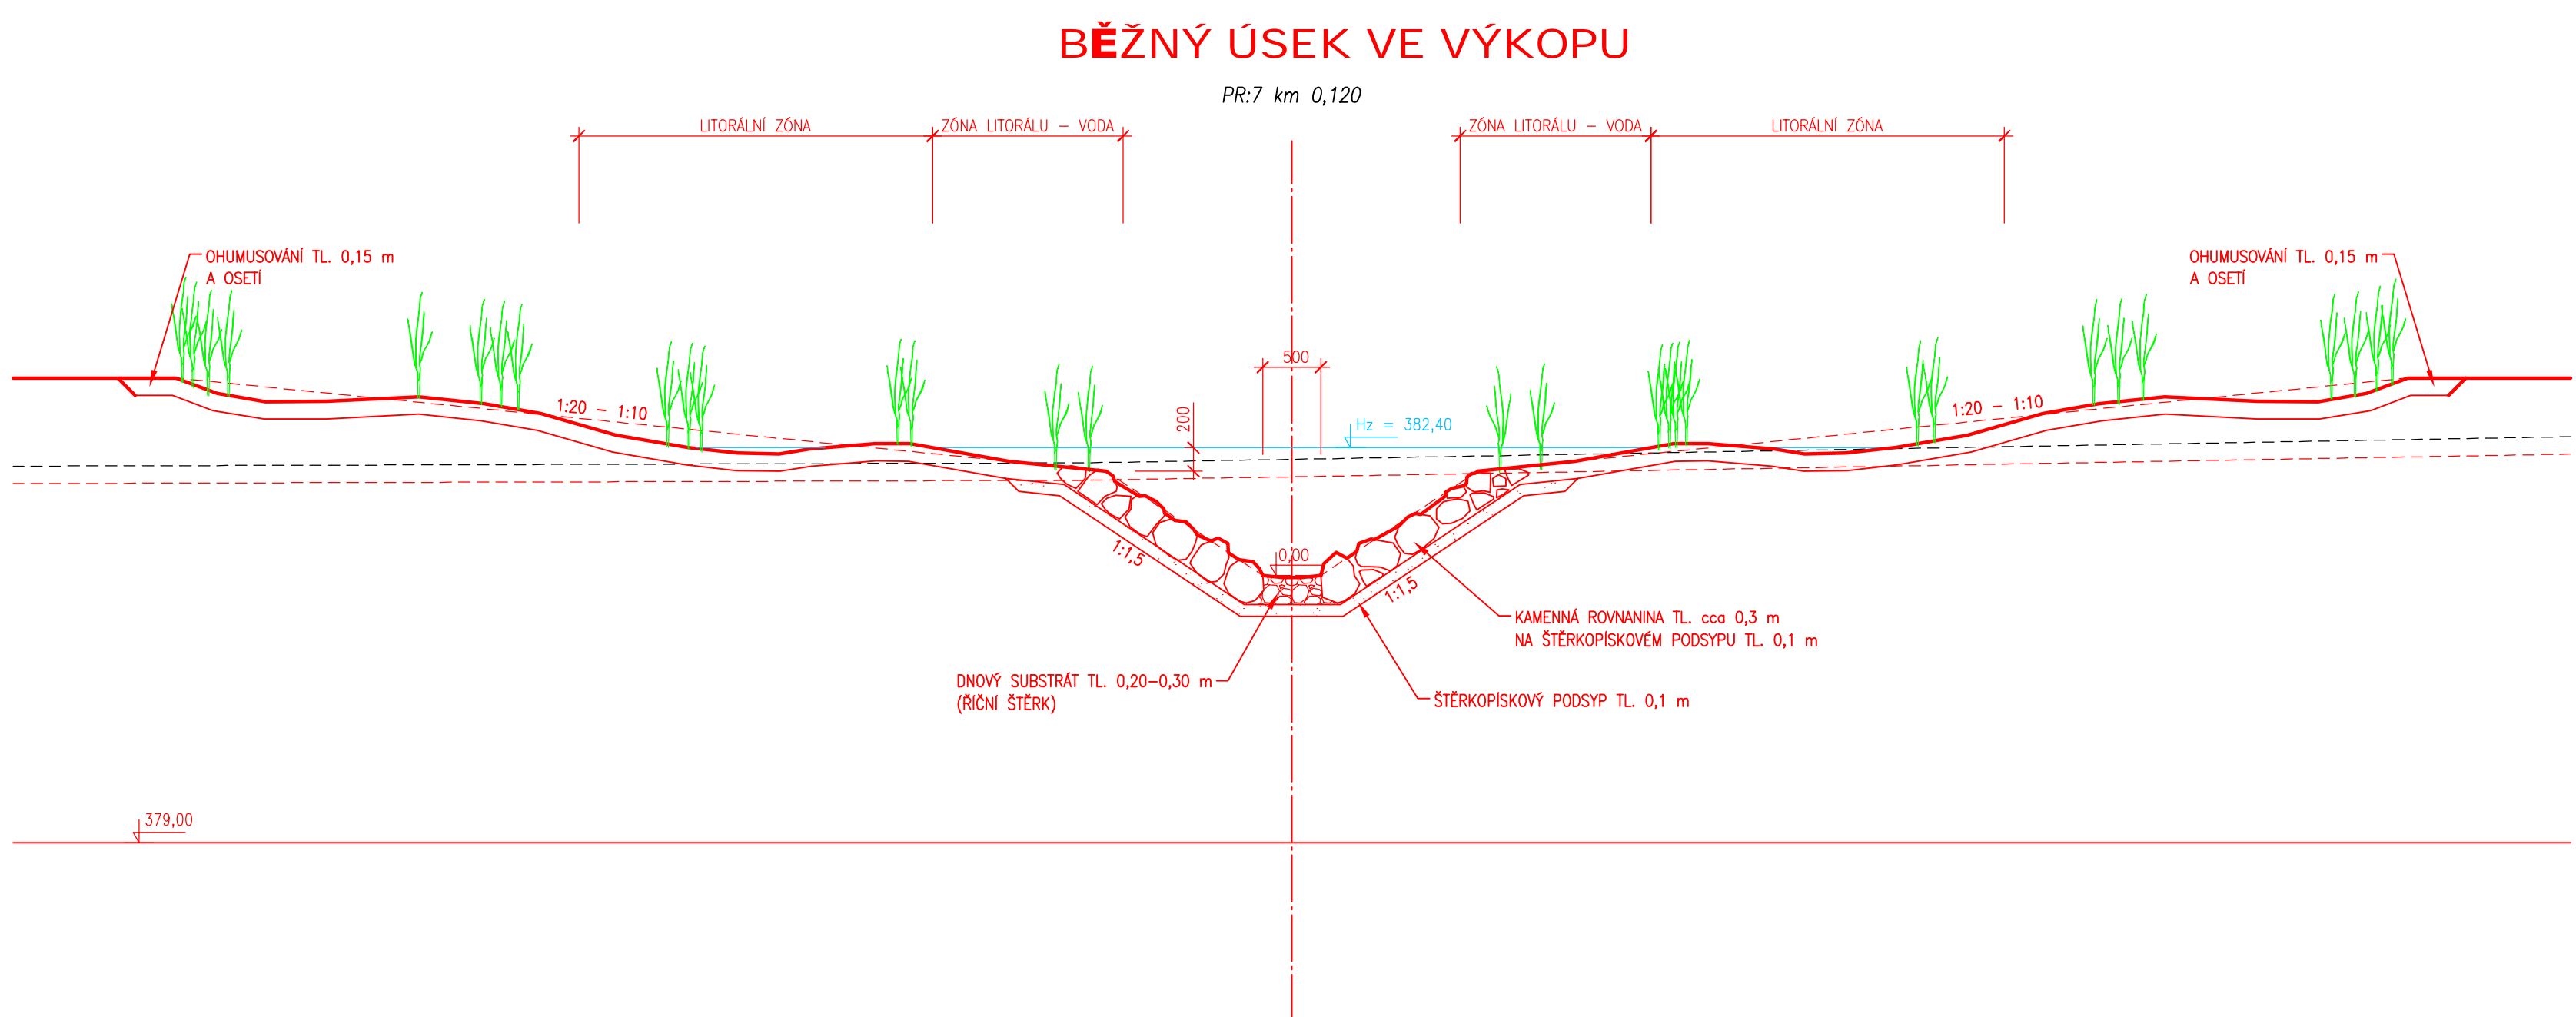 BĚŽNÝ ÚSEK VE VÝKOPU
PR:7 km 0,120
LITORÁLNÍ ZÓNA
ZÓNA LITORÁLU - VODA
ZÓNA LITORÁLU - VODA
LITORÁLNÍ ZÓNA
OHUMUSOVÁNÍ TL. 0,15 m
A OSETÍ
OHUMUSOVÁNÍ TL. 0,15 m
A OSETÍ
500
1:20 - 1:10
200
Hz = 382,40
1:20 - 1:10
1:1,5
0,00
1:1,5
KAMENNÁ ROVNANINA TL. cca 0,3 m
NA ŠTĚRKOPÍSKOVÉM PODSYPU TL. 0,1 m
DNOVÝ SUBSTRÁT TL. 0,20-0,30 m
(ŘÍČNÍ ŠTĚRK)
ŠTĚRKOPÍSKOVÝ PODSYP TL. 0,1 m
379,00